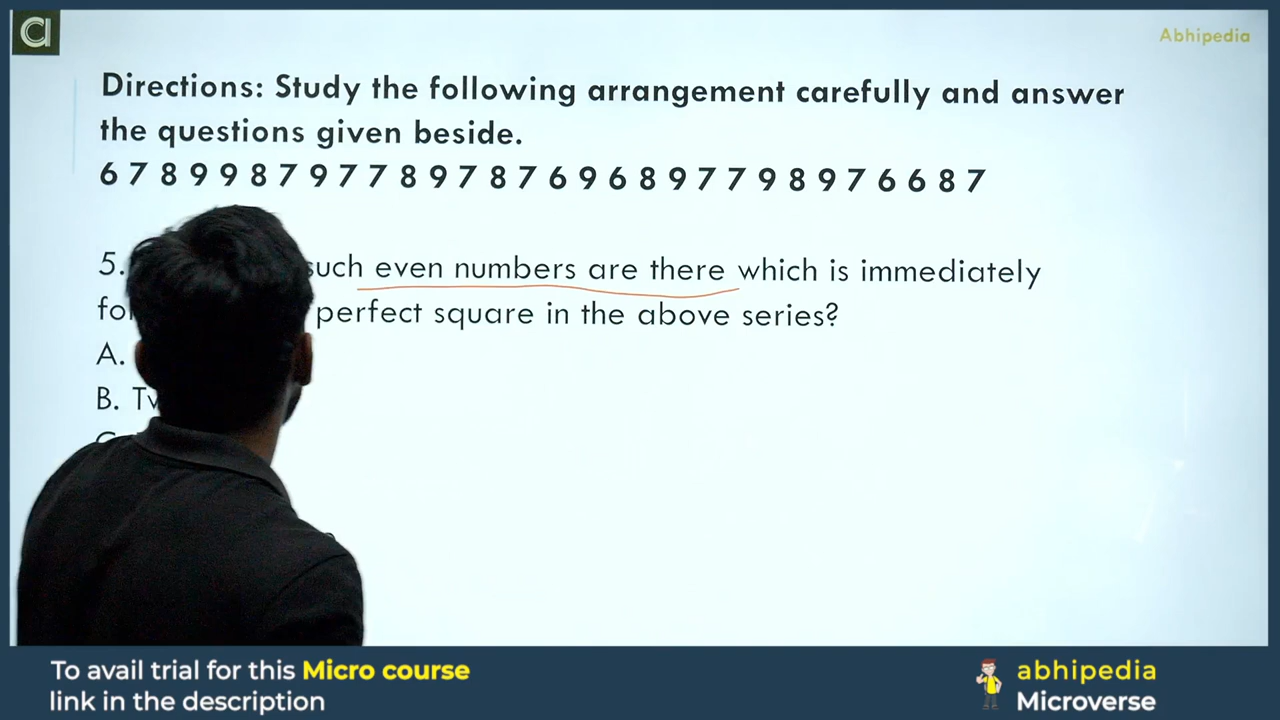 Abhipedia
Directions: Study the following arrangement carefully and answer
the questions given beside.
6 7 8 9 9 8 7 9 7 7 8 9 7 8 7 6 9 6 8 9 7 7 9 8 9 7 6 6 8 7
5. such even numbers are there which is immediately
perfect square in the above series?
A.
B.
To avail trial for this Micro course
link in the description
abhipedia
Microverse